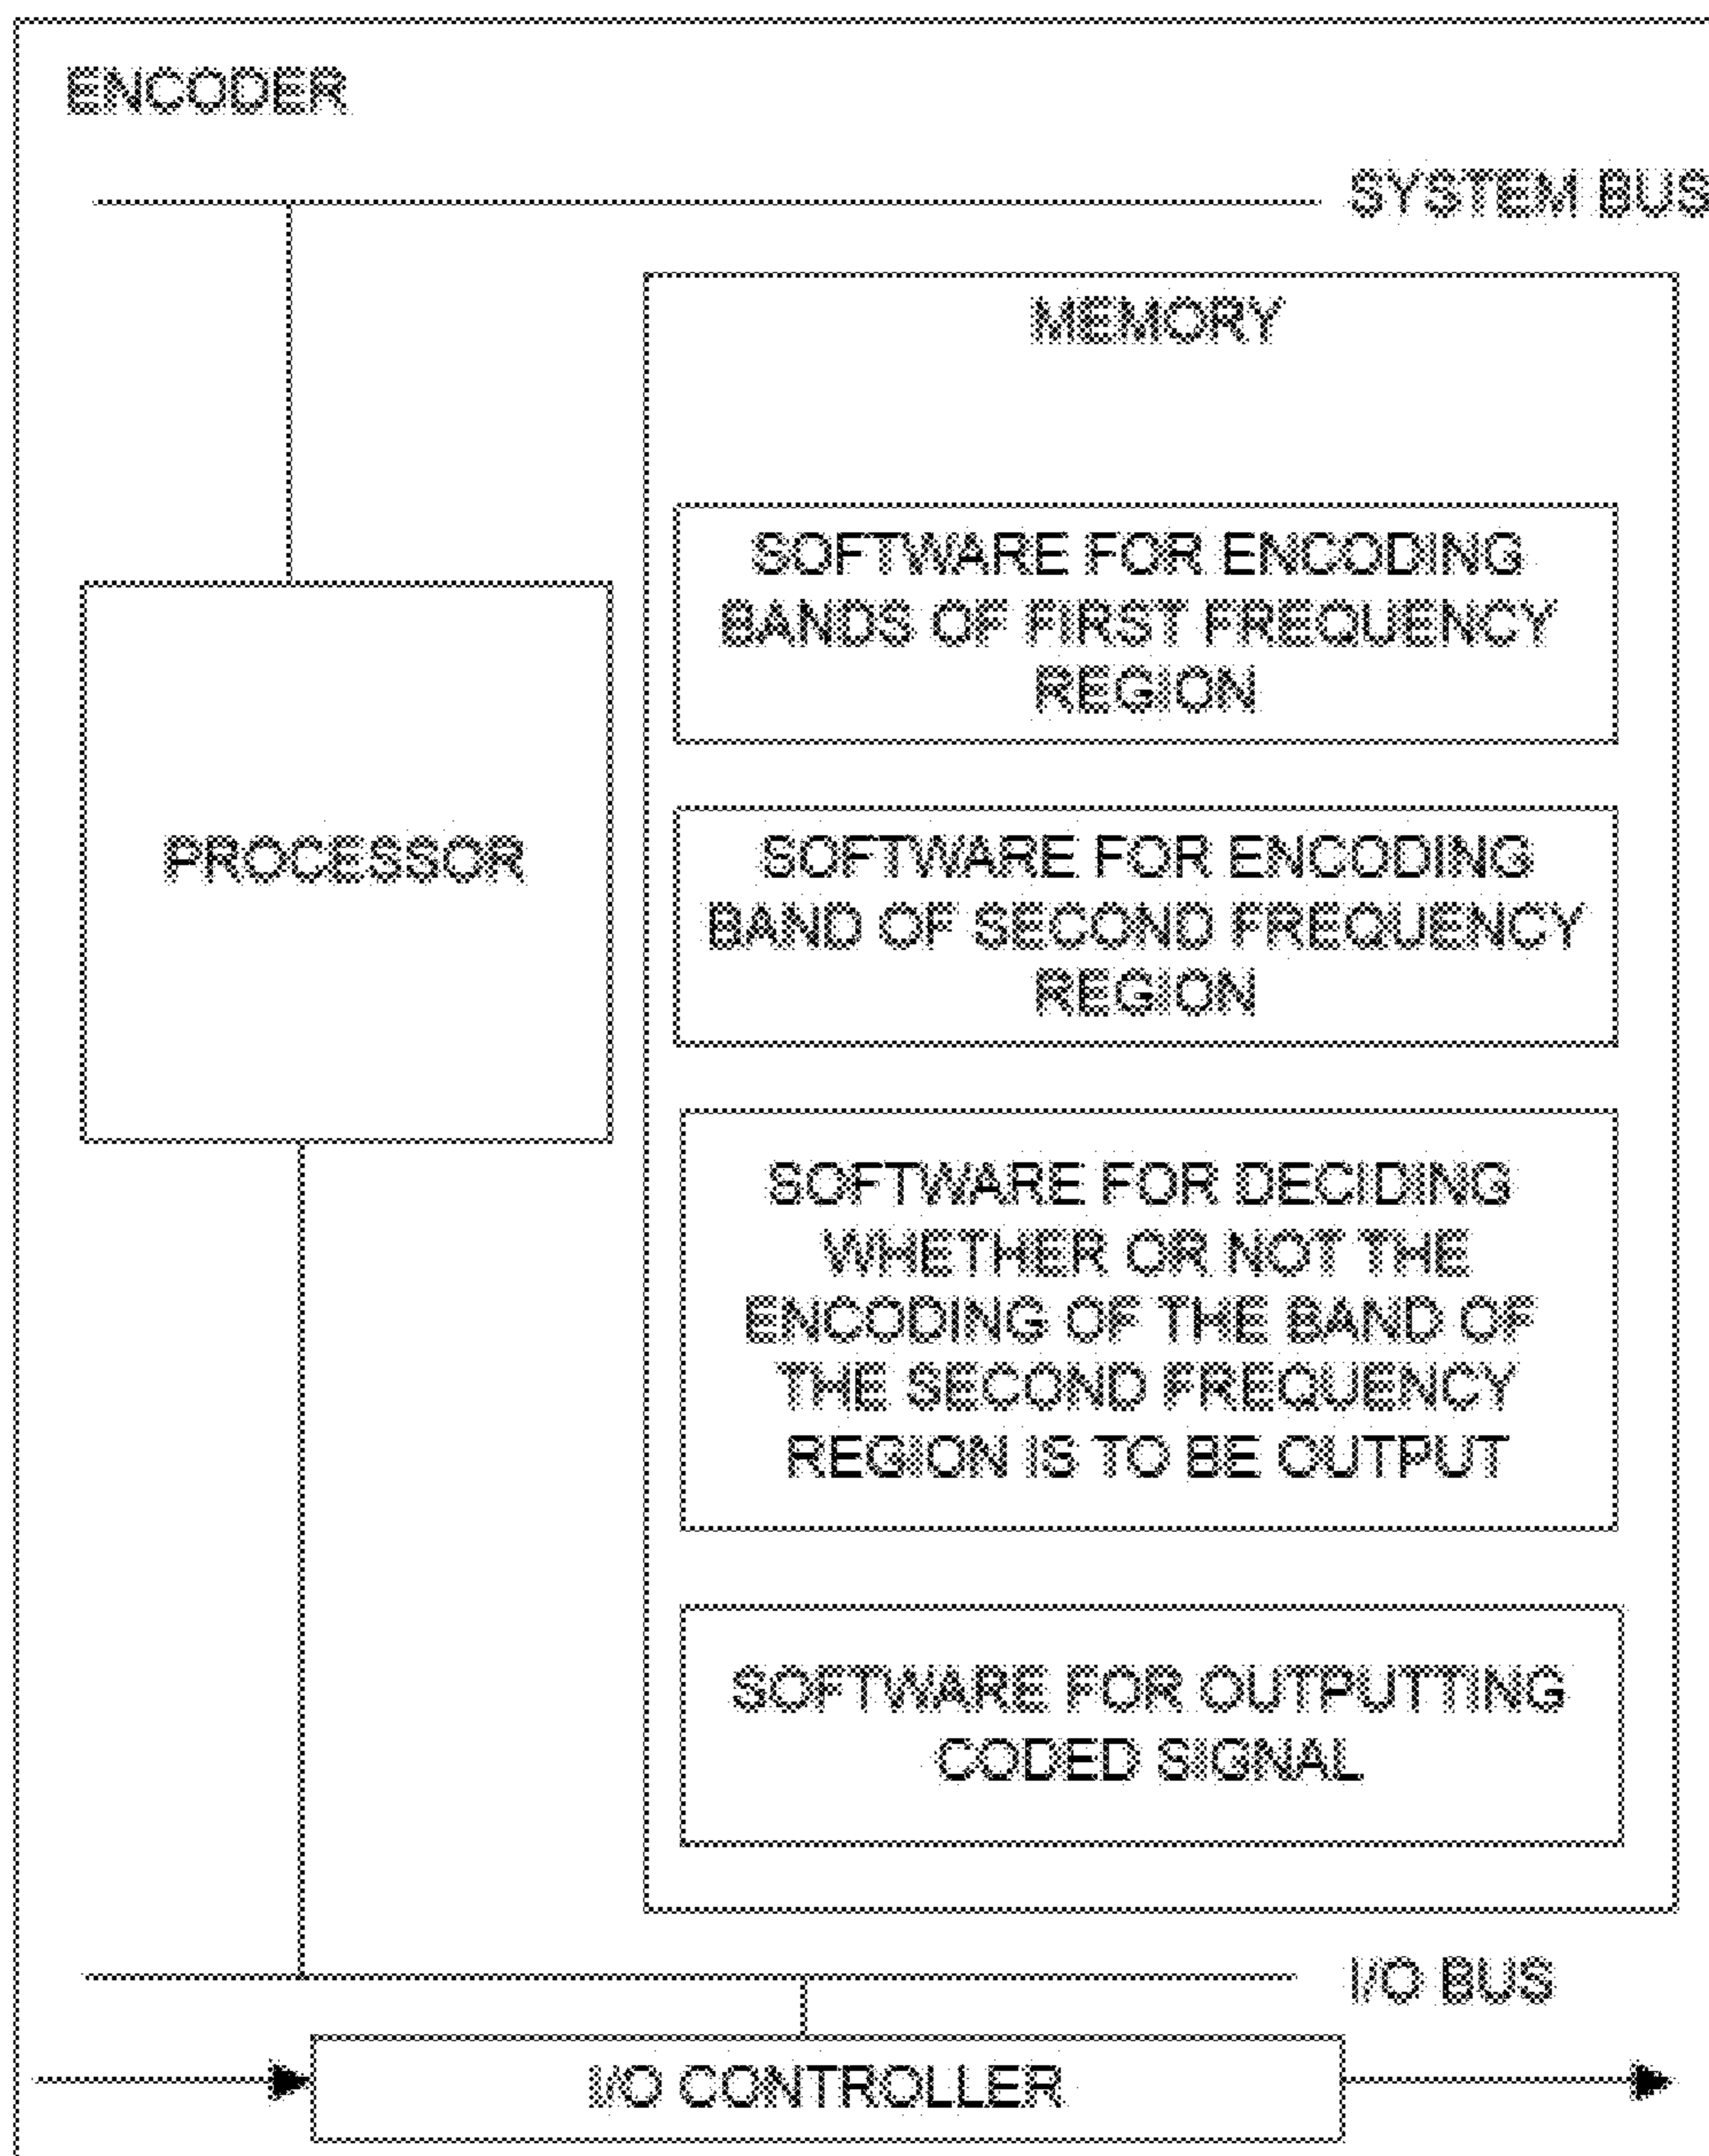 ENCODER
SYSTEM BUS
MEMORY
SOFTWARE FOR ENCODING
BANDS OF FIRST FREQUENCY
REGION
PROCESSOR
SOFTWARE FOR ENCODING
BAND OF SECOND FREQUENCY
REGION
SOFTWARE FOR DECIDING
WHETHER OR NOT THE
ENCODING OF THE BAND OF
THE SECOND FREQUENCY
REGION IS TO BE OUTPUT
SOFTWARE FOR OUTPUTTING
CODED SIGNAL
I/O BUS
I/O CONTROLLER